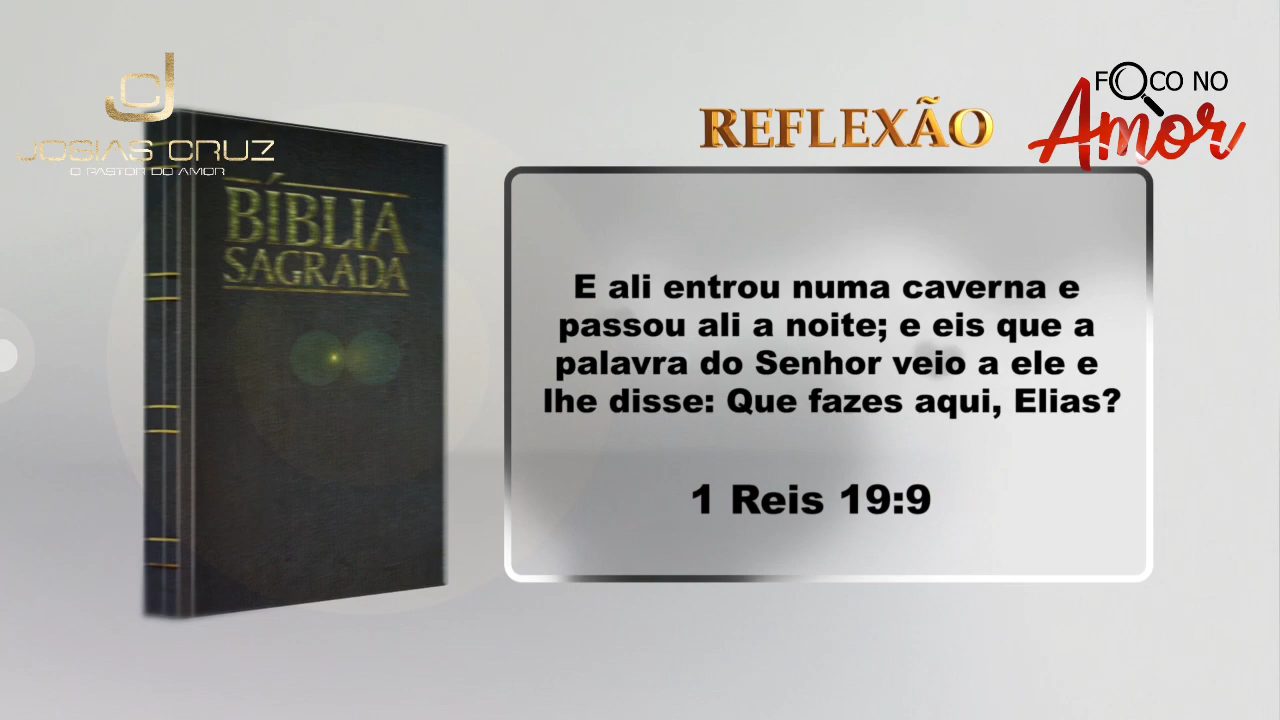 JC
JOSIAS CRUZ
O PASTOR DO AMOR
BÍBLIA
SAGRADA
REFLEXÃO
FOCO NO
Amor
E ali entrou numa caverna e
passou ali a noite; e eis que a
palavra do Senhor veio a ele e
lhe disse: Que fazes aqui, Elias?
1 Reis 19:9